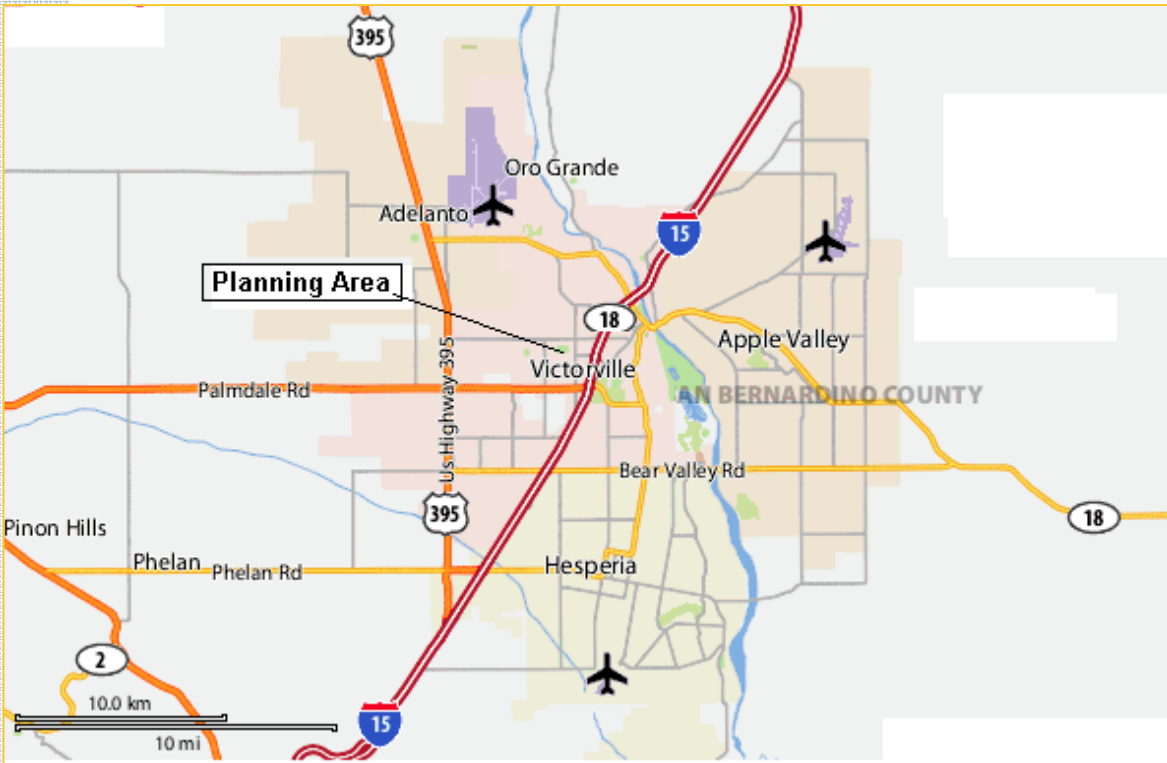 395
Oro Grande
Adelanto
15
Planning Area
18
Apple Valley
Victorville
Palmdale Rd
AN BERNARDINO COUNTY
Us Highway 395
Bear Valley Rd
395
18
Pinon Hills
Phelan
Phelan Rd
Hesperia
2
10.0 km
15
10 mi